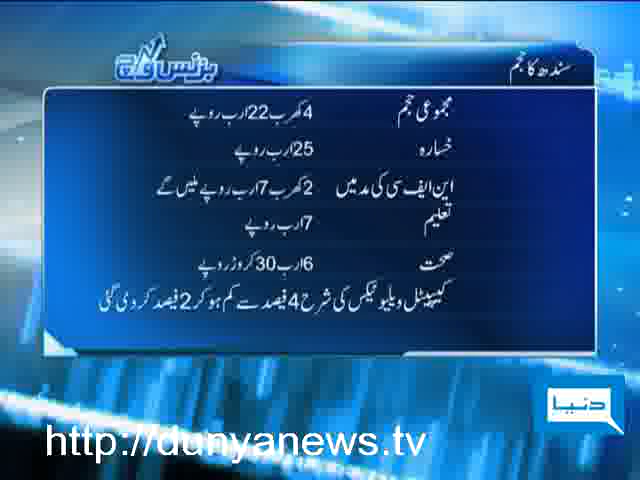 بزنس واچ
سندھ کا حجم
مجموعی حجم 4 کھرب 22 ارب روپے
خسارہ 25 ارب روپے
این ایف سی کی مد میں 2 کھرب 7 ارب روپے ملیں گے
تعلیم 7 ارب روپے
صحت 6 ارب 30 کروڑ روپے
کیپیٹل ویلیو ٹیکس کی شرح 4 فیصد سے کم ہو کر 2 فیصد کر دی گئی
دنیا
http://dunyanews.tv